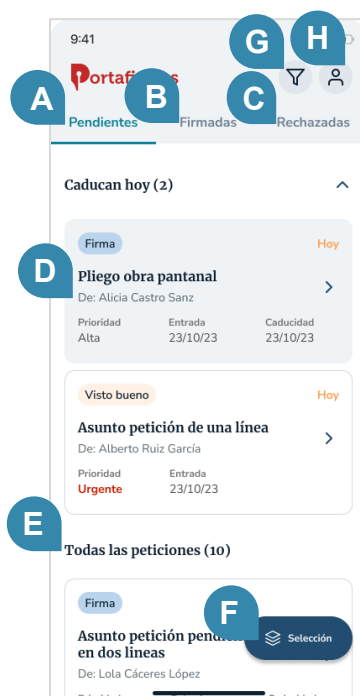 9:41
G
H
Portafirmas
A
B
C
Pendientes
Firmadas
Rechazadas
Caducan hoy (2)
Firma
Hoy
D
Pliego obra pantanal
De: Alicia Castro Sanz
Prioridad Entrada Caducidad
Alta 23/10/23 23/10/23
Visto bueno
Hoy
Asunto petición de una línea
De: Alberto Ruiz García
Prioridad Entrada
Urgente 23/10/23
E
Todas las peticiones (10)
Firma
F
Selección
Asunto petición
en dos lineas
De: Lola Cáceres López